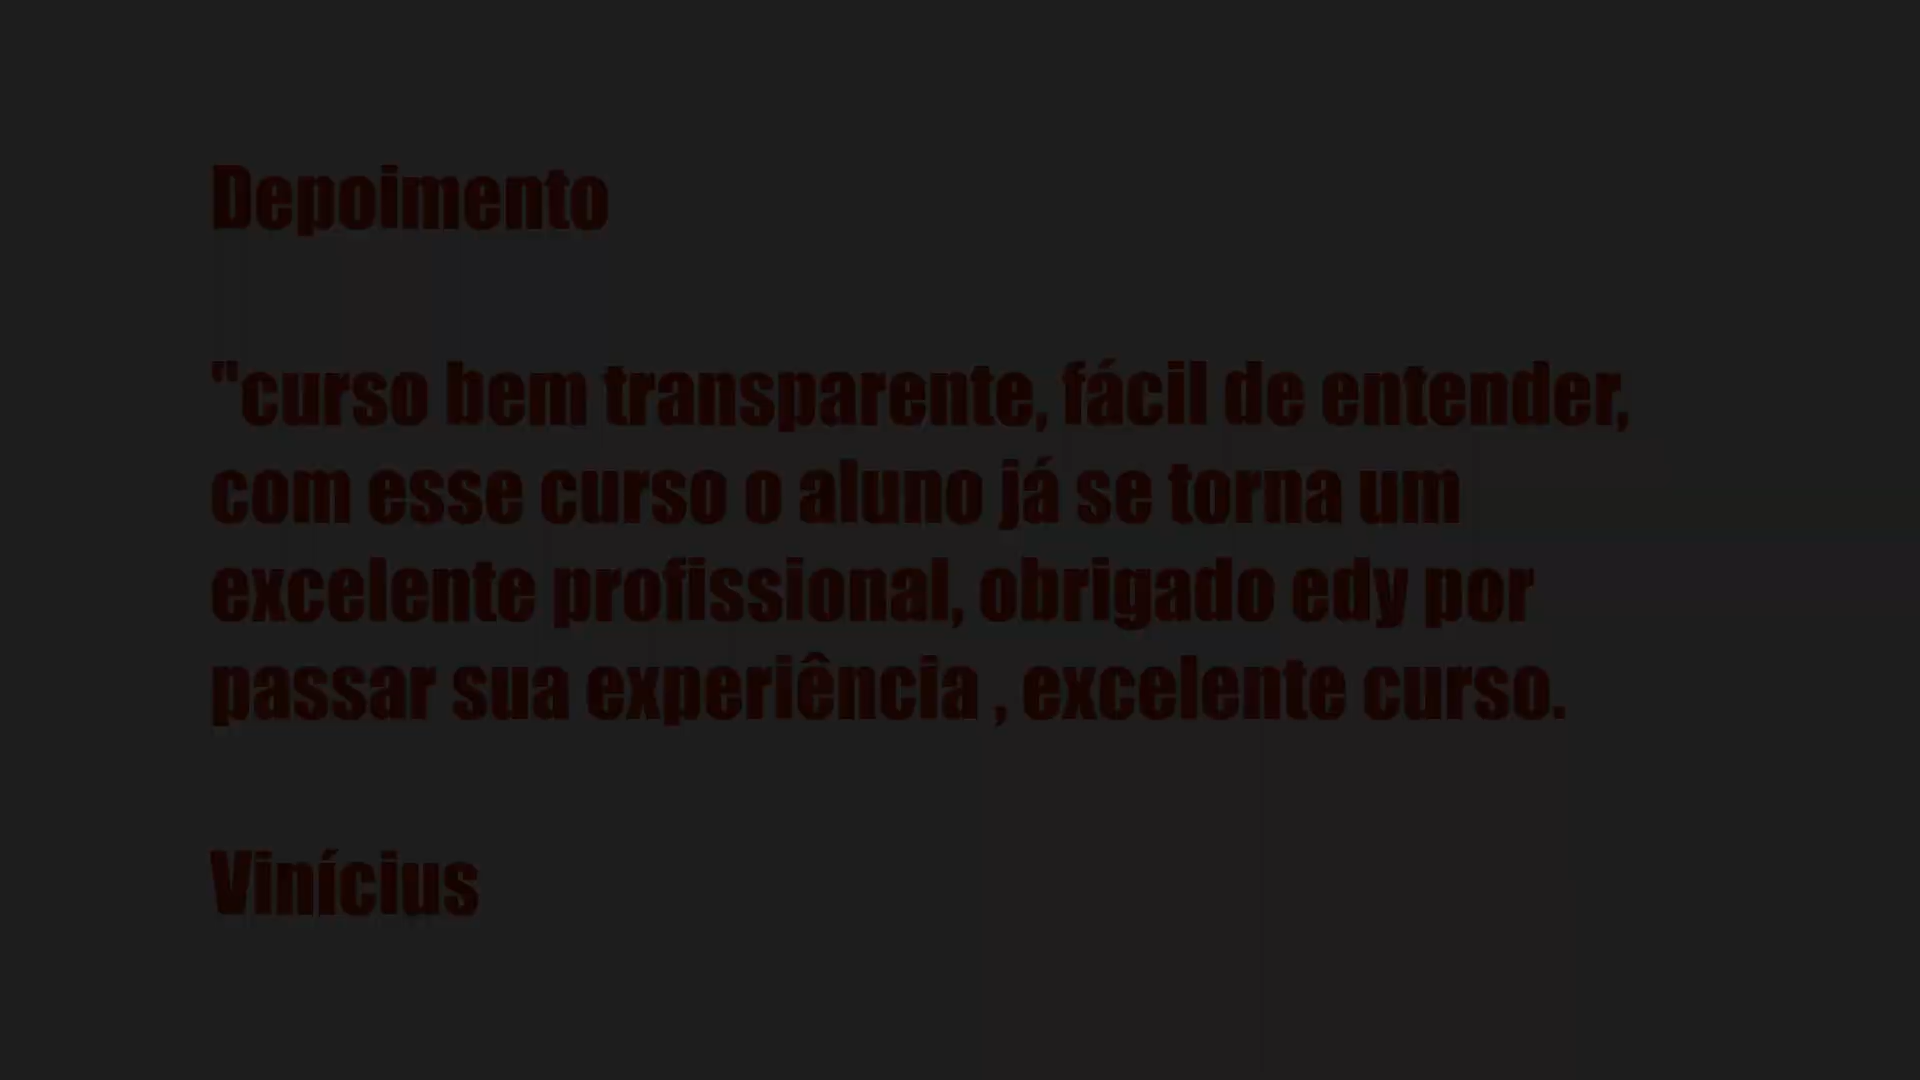 Depoimento
"curso bem transparente, fácil de entender,
com esse curso o aluno já se torna um
excelente profissional, obrigado edy por
passar sua experiência , excelente curso.
Vinícius